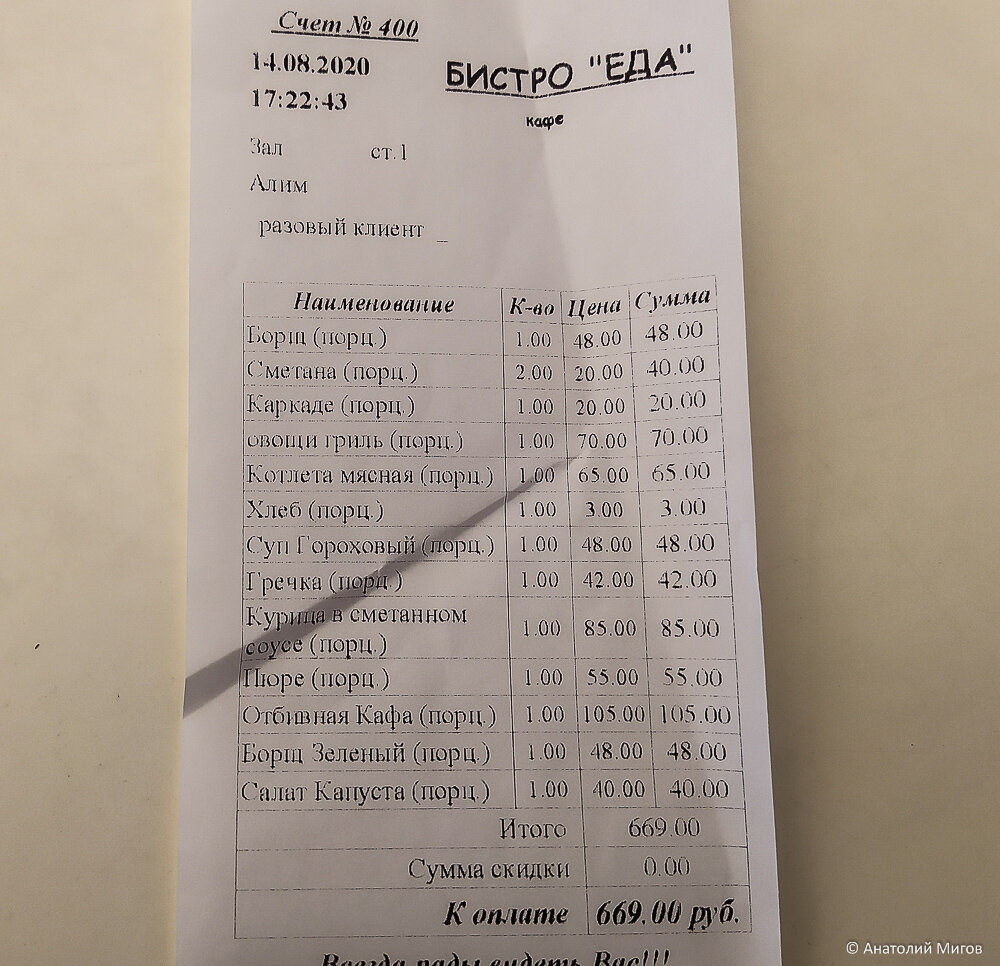 Счет № 400
14.08.2020
БИСТРО "ЕДА"
17:22:43
кафе
Зал ст.1
Алим
разовый клиент _
Наименование К-во Цена Сумма
Борщ (порц.) 1.00 48.00 48.00
Сметана (порц.) 2.00 20.00 40.00
Каркаде (порц.) 1.00 20.00 20.00
овощи гриль (порц.) 1.00 70.00 70.00
Котлета мясная (порц.) 1.00 65.00 65.00
Хлеб (порц.) 1.00 3.00 3.00
Суп Гороховый (порц.) 1.00 48.00 48.00
Гречка (порц.) 1.00 42.00 42.00
Курица в сметанном
соусе (порц.) 1.00 85.00 85.00
Пюре (порц.) 1.00 55.00 55.00
Отбивная Кафа (порц.) 1.00 105.00 105.00
Борщ Зеленый (порц.) 1.00 48.00 48.00
Салат Капуста (порц.) 1.00 40.00 40.00
Итого 669.00
Сумма скидки 0.00
К оплате 669.00 руб.
Всегда рады видеть Вас!!!
© Анатолий Мигов